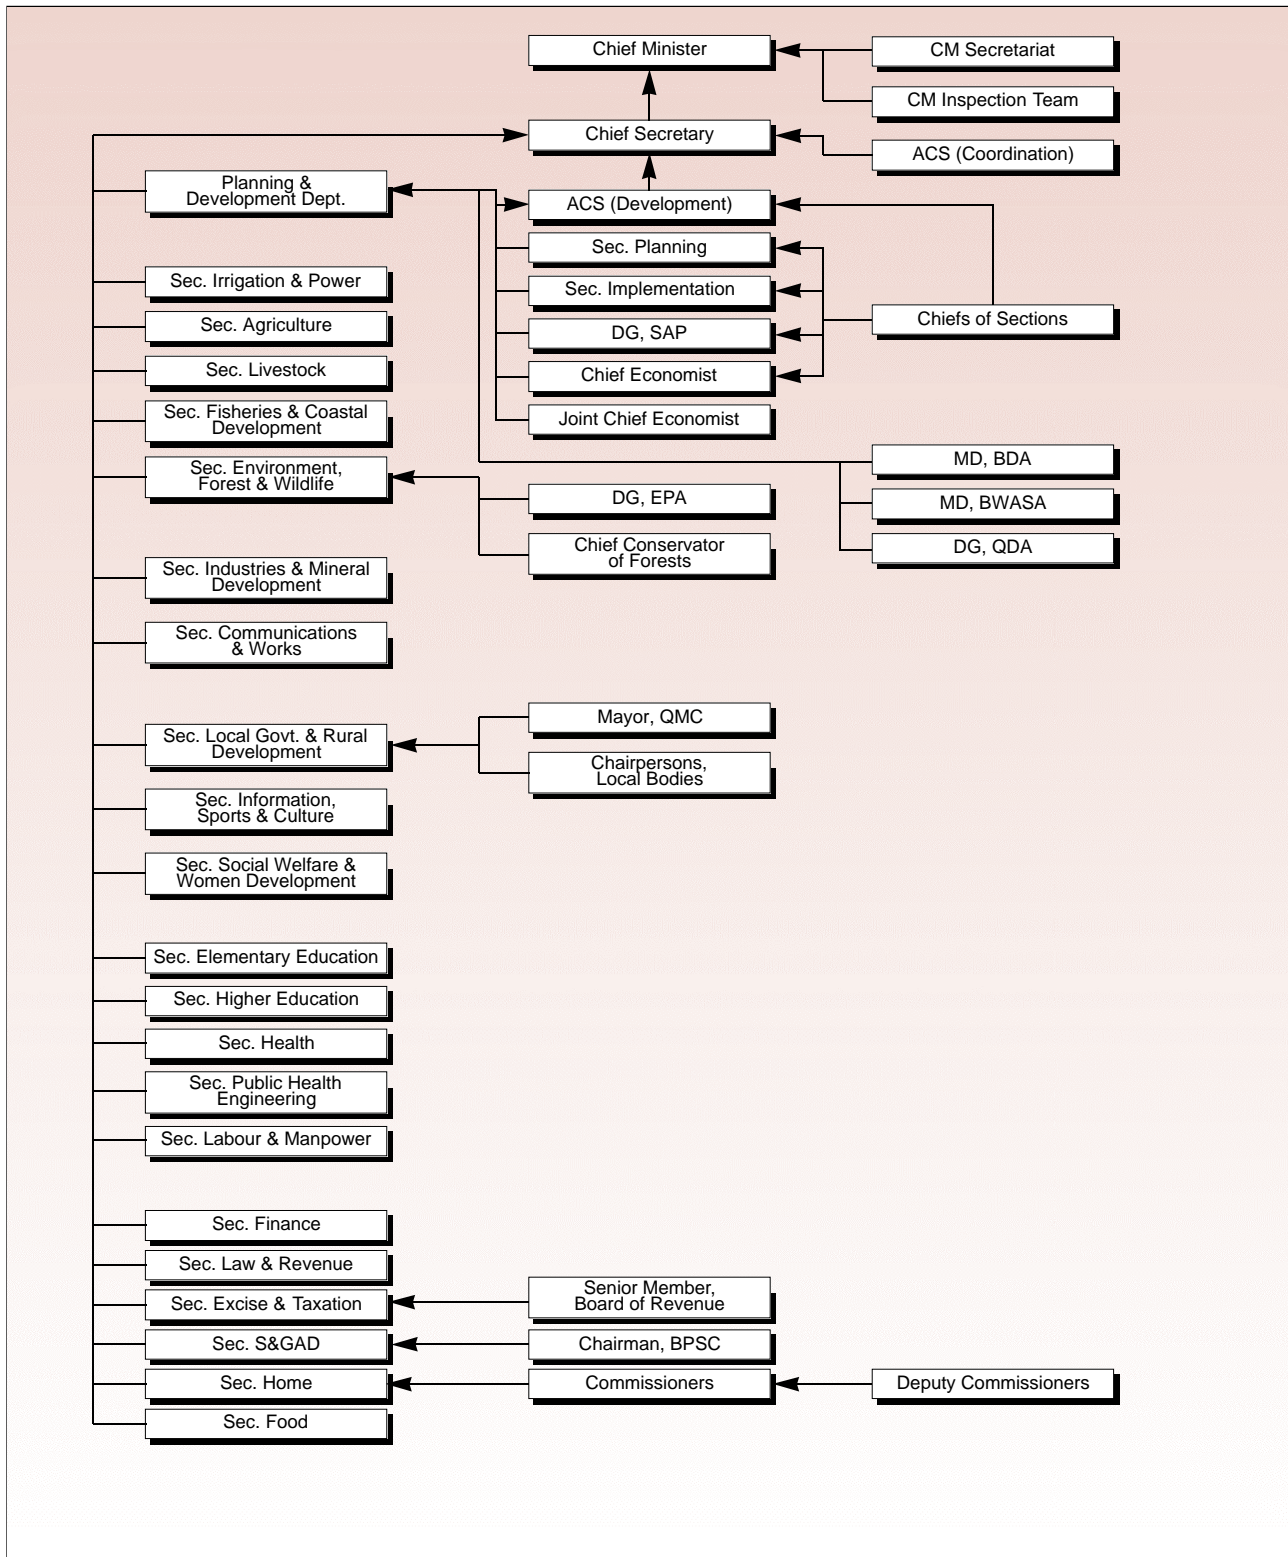 Chief Minister
CM Secretariat
CM Inspection Team
Chief Secretary
ACS (Coordination)
Planning &
Development Dept.
ACS (Development)
Sec. Planning
Sec. Irrigation & Power
Sec. Implementation
Sec. Agriculture
DG, SAP
Chiefs of Sections
Sec. Livestock
Chief Economist
Sec. Fisheries & Coastal
Development
Joint Chief Economist
Sec. Environment,
Forest & Wildlife
MD, BDA
DG, EPA
MD, BWASA
Chief Conservator
of Forests
DG, QDA
Sec. Industries & Mineral
Development
Sec. Communications
& Works
Mayor, QMC
Sec. Local Govt. & Rural
Development
Chairpersons,
Local Bodies
Sec. Information,
Sports & Culture
Sec. Social Welfare &
Women Development
Sec. Elementary Education
Sec. Higher Education
Sec. Health
Sec. Public Health
Engineering
Sec. Labour & Manpower
Sec. Finance
Sec. Law & Revenue
Sec. Excise & Taxation
Senior Member,
Board of Revenue
Sec. S&GAD
Chairman, BPSC
Sec. Home
Commissioners
Deputy Commissioners
Sec. Food